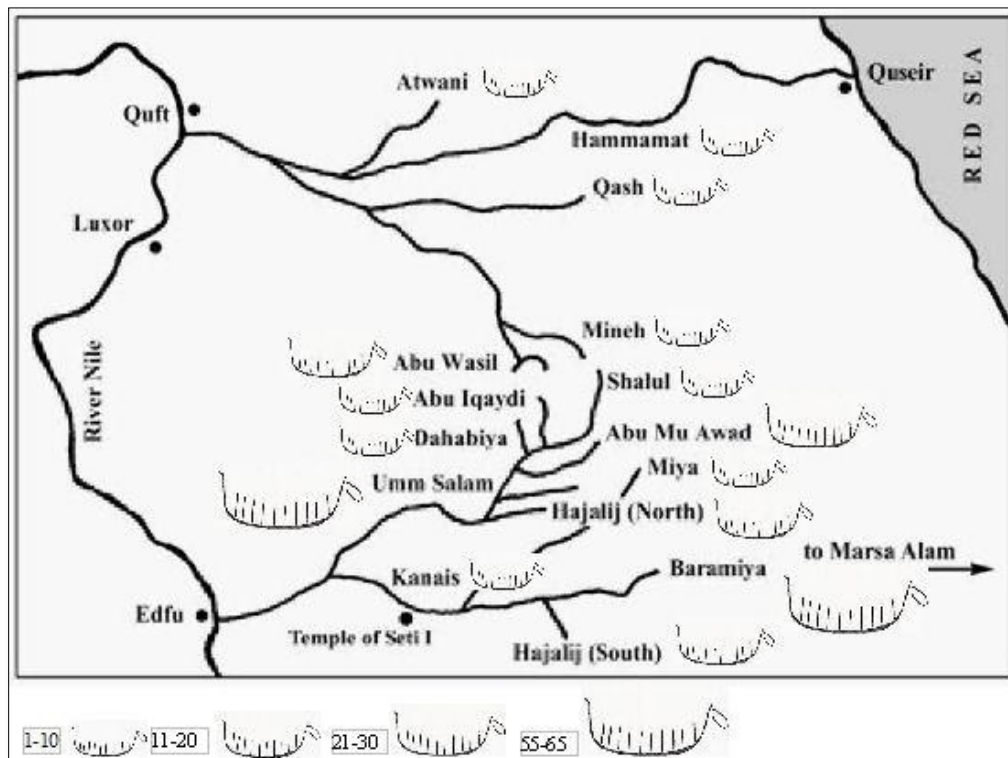 Atwani
Quseir
RED SEA
Quft
Hammamat
Qash
Luxor
Mineh
Abu Wasil
Shalul
Abu Iqaydi
River Nile
Dahabiya
Abu Mu Awad
Miya
Umm Salam
Hajalij (North)
to Marsa Alam
Kanais
Baramiya
Edfu
Temple of Seti I
Hajalij (South)
1-10 11-20 21-30 55-65